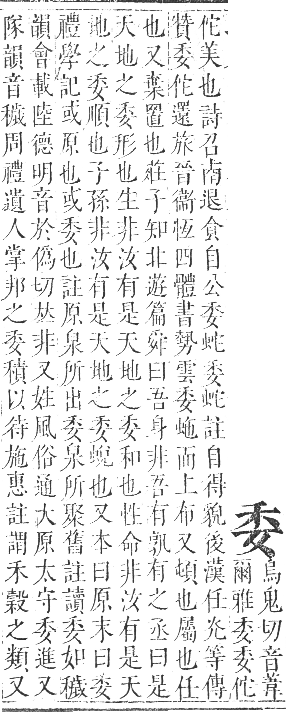 委
烏鬼切音葦
爾雅委委佗
佗美也詩召南退食自公委蛇委蛇註自得貌後漢任光等傳
贊委佗還旅晉衞恆四體書勢雲委蛇而上布又頓也屬也任
也又棄置也莊子知北遊篇舜曰吾身非吾有孰有之丞曰是
天地之委形也生非汝有是天地之委和也性命非汝有是天
地之委順也子孫非汝有是天地之委蛻也又本曰原末曰委
禮學記或原也或委也註原泉所出委泉所聚舊註讀委如穢
韻會載陸德明音於僞切𠀤非又姓風俗通大原太守委進又
隊韻音穢周禮遺人掌邦之委積以待施惠註謂禾穀之類又